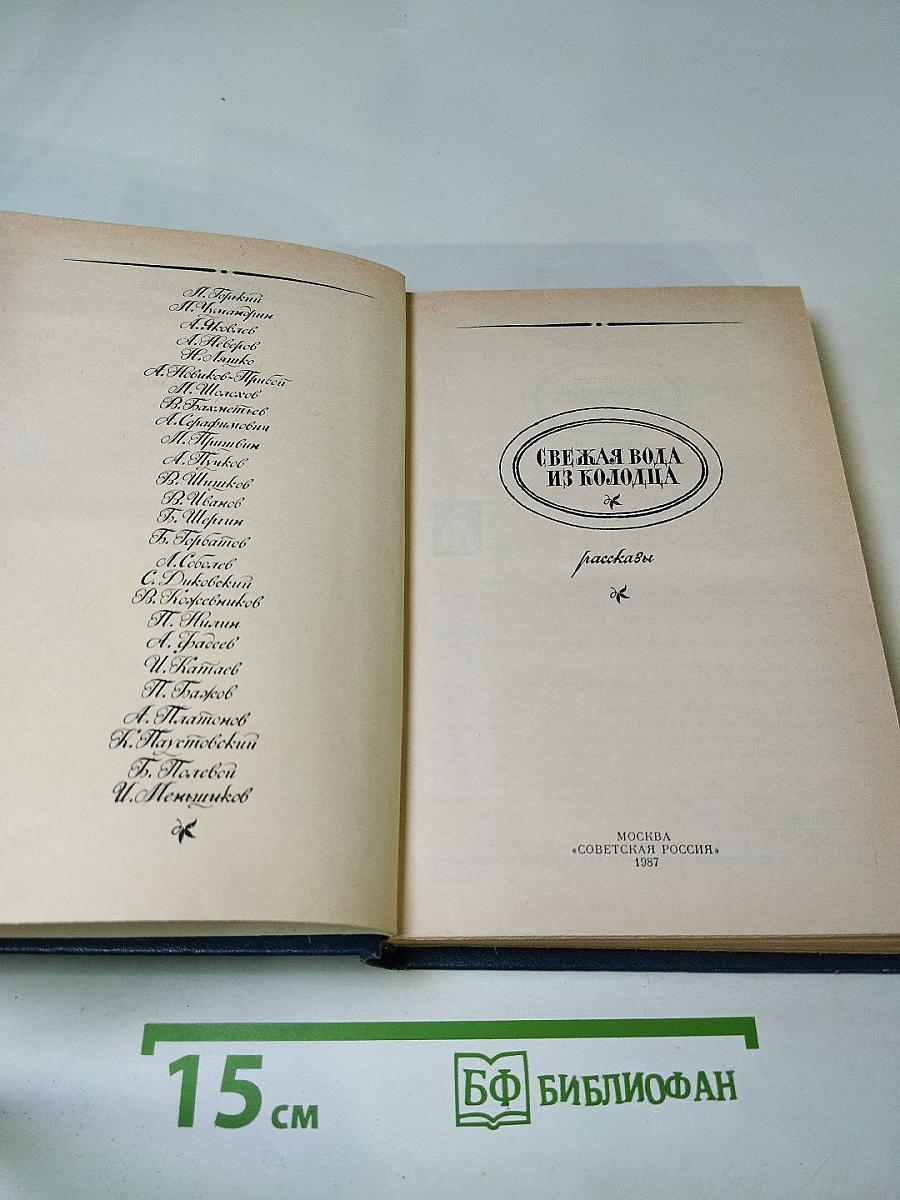 М. Горький
М. Чумандрин
А. Яковлев
А. Неверов
Н. Ляшко
А. Новиков-Прибой
М. Шолохов
В. Бахметьев
А. Серафимович
М. Пришвин
А. Пучков
В. Шишков
В. Иванов
Б. Шергин
Б. Горбатов
Л. Соболев
С. Диковский
В. Кожевников
П. Нилин
А. Фадеев
И. Катаев
П. Бажов
А. Платонов
К. Паустовский
Б. Полевой
И. Меньшиков
СВЕЖАЯ ВОДА
ИЗ КОЛОДЦА
рассказы
МОСКВА
«СОВЕТСКАЯ РОССИЯ»
1987
15 см
БФ БИБЛИОФАН